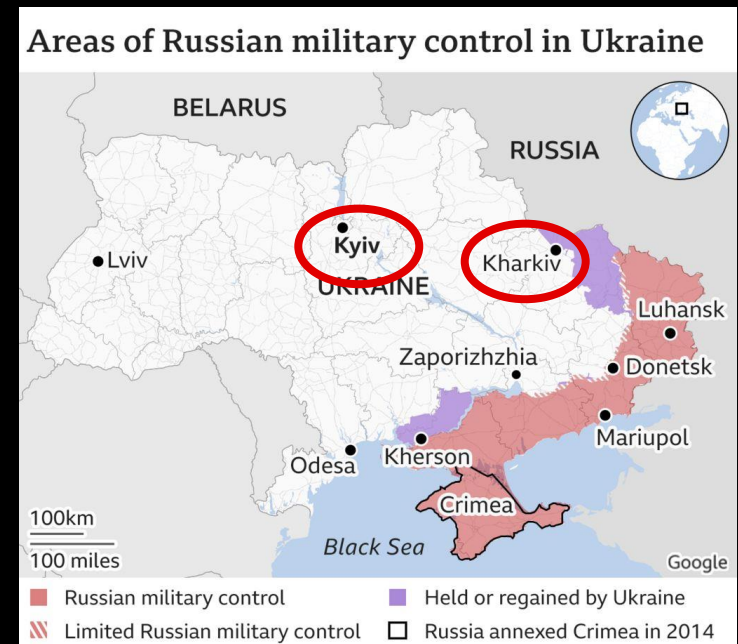 Areas of Russian military control in Ukraine
BELARUS
RUSSIA
Kyiv
Lviv
Kharkiv
UKRAINE
Luhansk
Zaporizhzhia
Donetsk
Mariupol
Kherson
Odesa
Crimea
100km
Black Sea
100 miles
Google
Russian military control
Held or regained by Ukraine
Limited Russian military control
Russia annexed Crimea in 2014